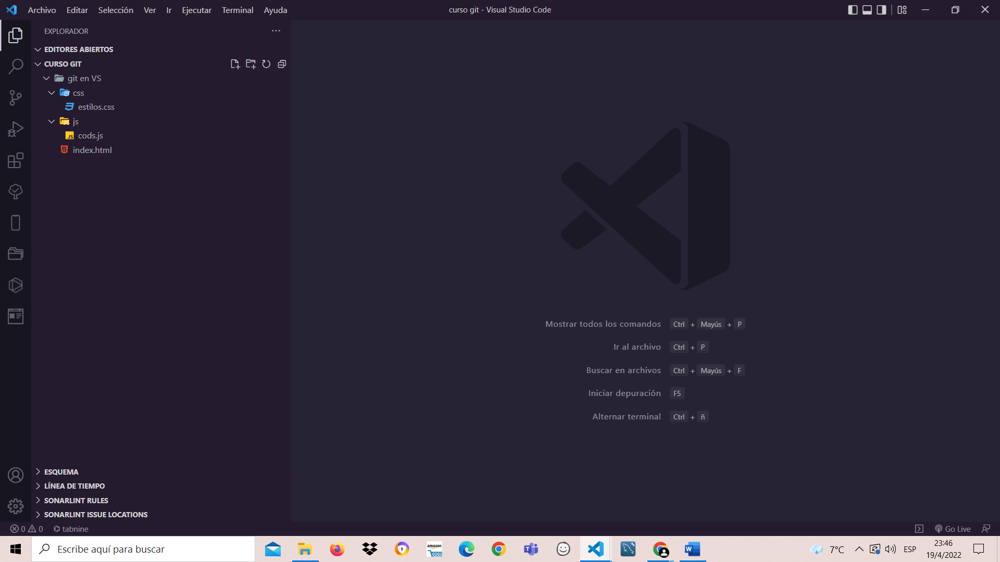 Archivo Editar Selección Ver Ir Ejecutar Terminal Ayuda
curso git - Visual Studio Code
EXPLORADOR
EDITORES ABIERTOS
CURSO GIT
git en VS
css
estilos.css
js
cods.js
index.html
Mostrar todos los comandos Ctrl + Mayús + P
Ir al archivo Ctrl + P
Buscar en archivos Ctrl + Mayús + F
Iniciar depuración F5
Alternar terminal Ctrl + ñ
ESQUEMA
LÍNEA DE TIEMPO
SONARLINT RULES
SONARLINT ISSUE LOCATIONS
0 0 tabnine
Go Live
Escribe aquí para buscar
amazon
7°C
ESP
23:46
19/4/2022